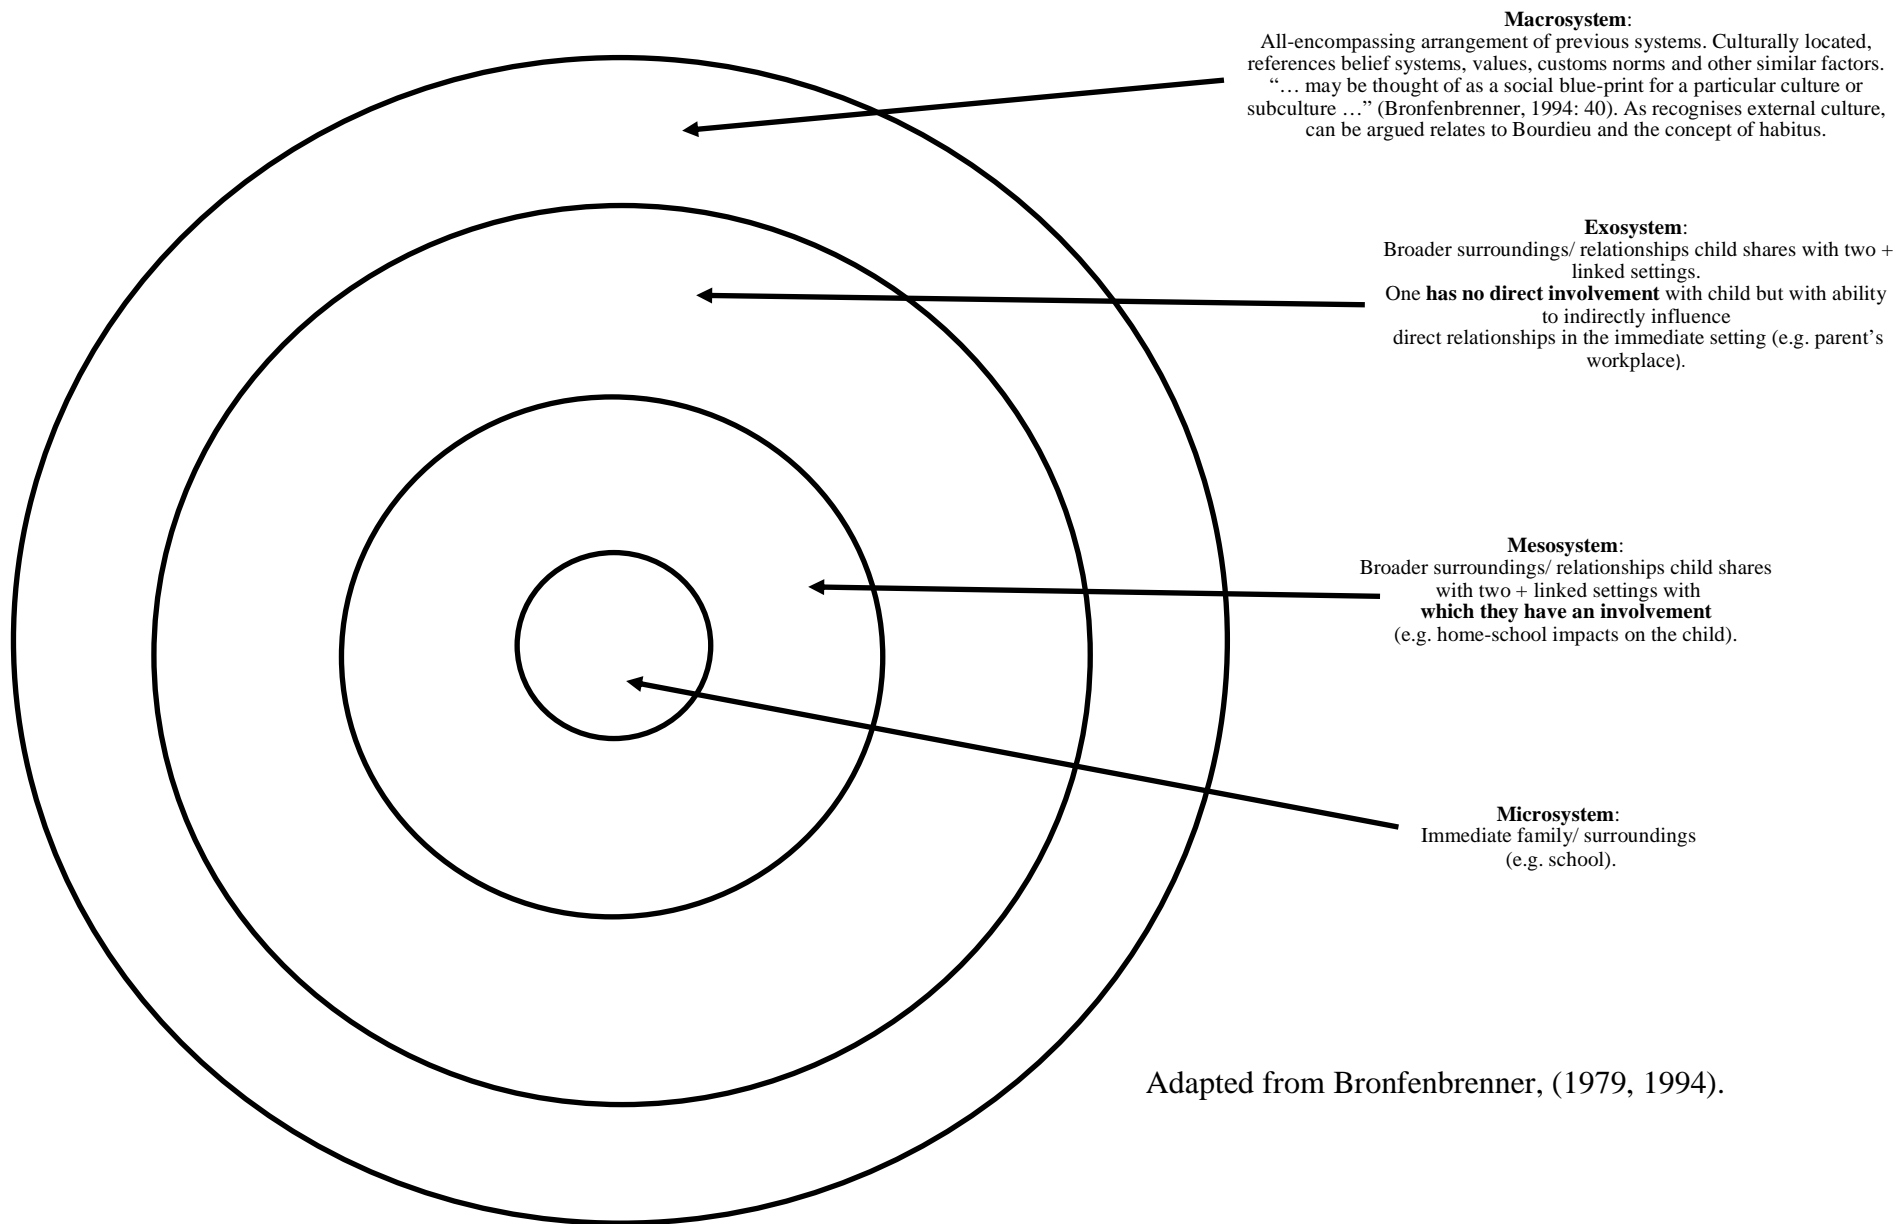 Macrosystem:
All-encompassing arrangement of previous systems. Culturally located,
references belief systems, values, customs norms and other similar factors.
“… may be thought of as a social blue-print for a particular culture or
subculture …” (Bronfenbrenner, 1994: 40). As recognises external culture,
can be argued relates to Bourdieu and the concept of habitus.
Exosystem:
Broader surroundings/ relationships child shares with two +
linked settings.
One has no direct involvement with child but with ability
to indirectly influence
direct relationships in the immediate setting (e.g. parent’s
workplace).
Mesosystem:
Broader surroundings/ relationships child shares
with two + linked settings with
which they have an involvement
(e.g. home-school impacts on the child).
Microsystem:
Immediate family/ surroundings
(e.g. school).
Adapted from Bronfenbrenner, (1979, 1994).